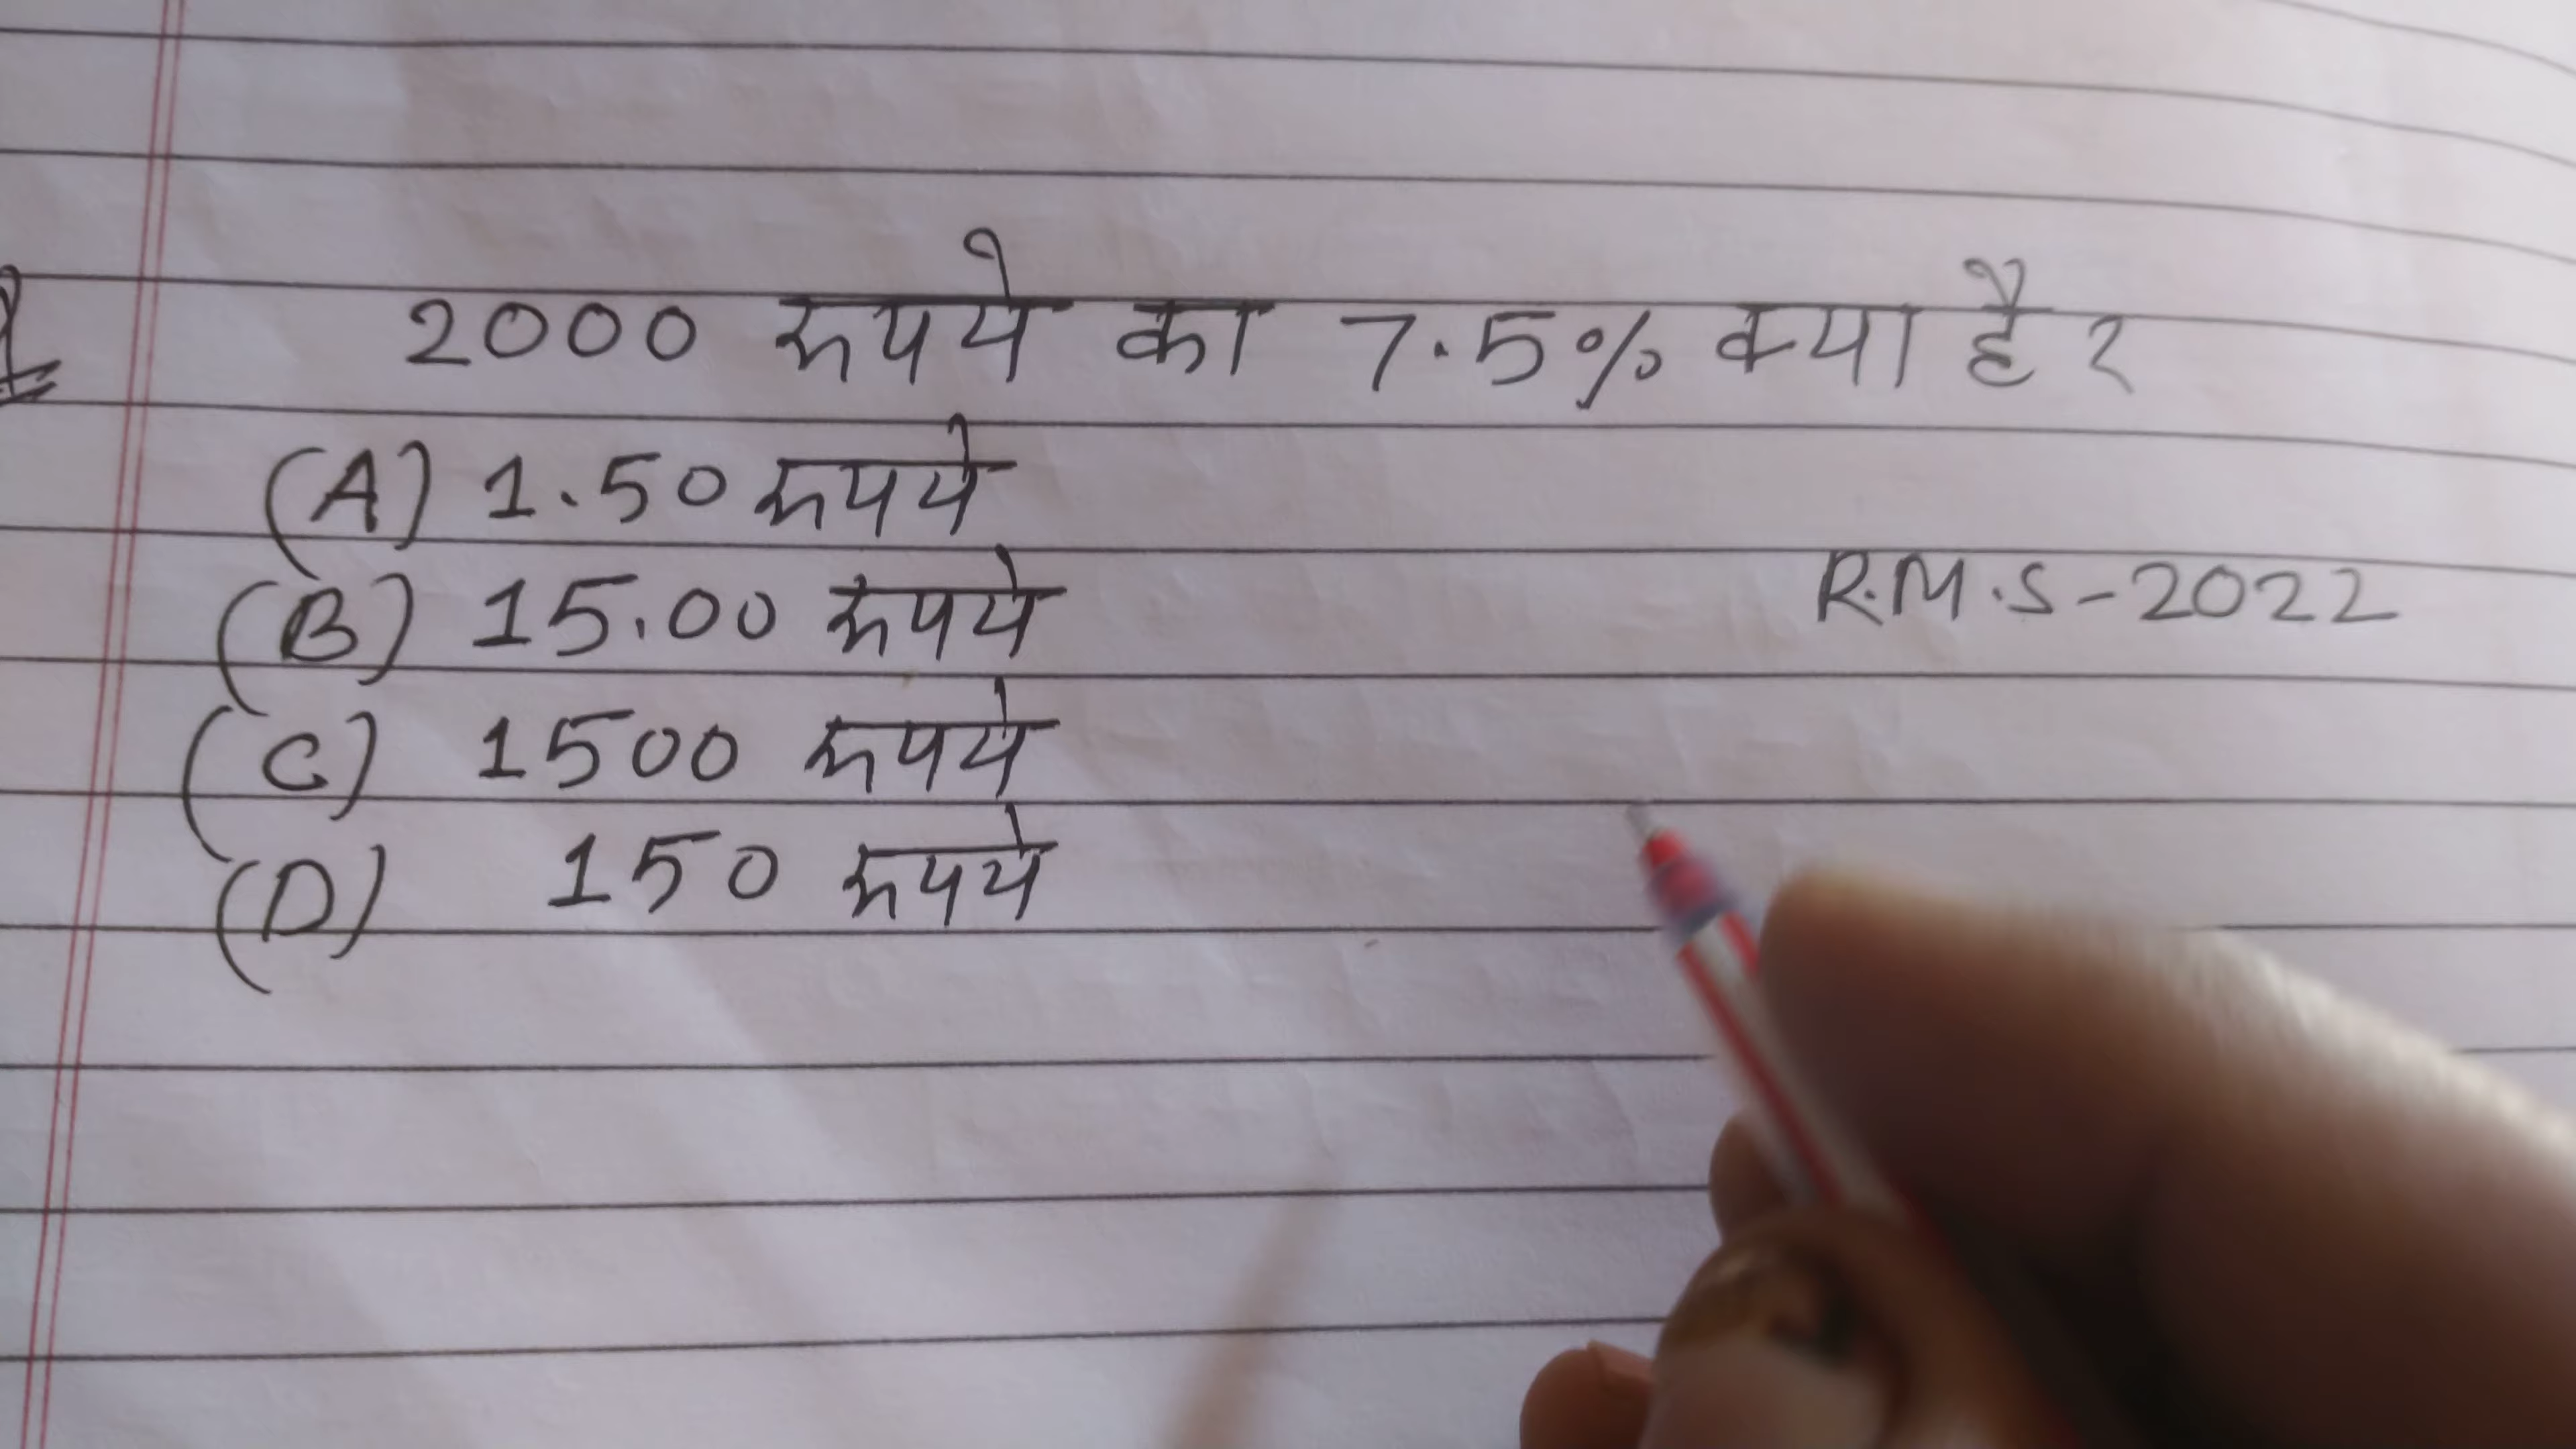 2000 रूपये का 7.5% क्या है?
(A) 1.50 रूपये
(B) 15.00 रूपये
R.M.S-2022
(C) 1500 रूपये
(D) 150 रूपये